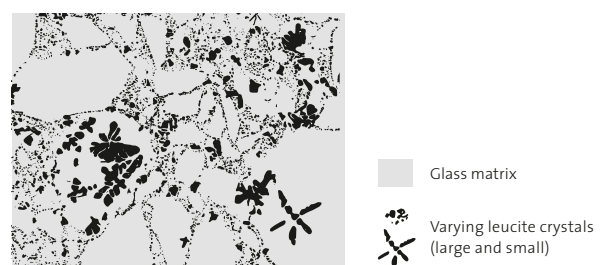 Glass matrix
Varying leucite crystals
(large and small)